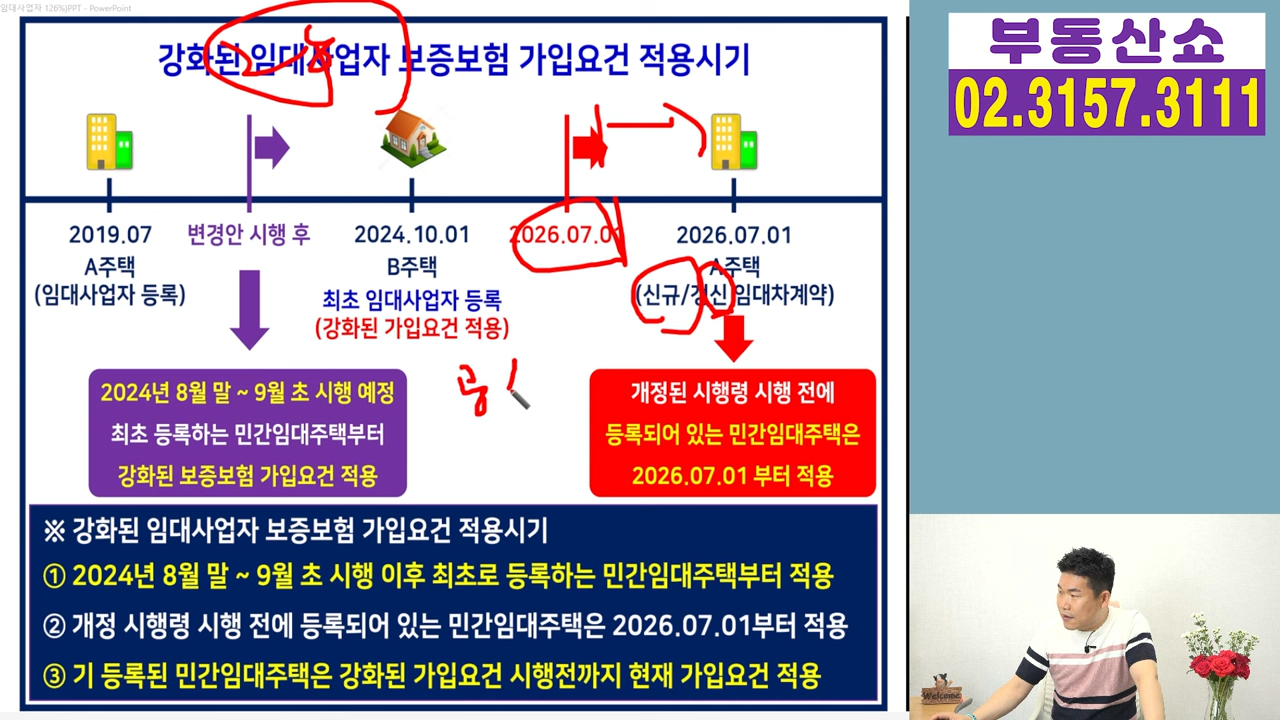 임대사업자 126%)PPT - PowerPoint
강화된 임대사업자 보증보험 가입요건 적용시기
부동산쇼
02.3157.3111
2019.07
A주택
(임대사업자 등록)
변경안 시행 후
2024.10.01
B주택
최초 임대사업자 등록
(강화된 가입요건 적용)
2026.07.01
2026.07.01
A주택
(신규/갱신 임대차계약)
2024년 8월 말 ~ 9월 초 시행 예정
최초 등록하는 민간임대주택부터
강화된 보증보험 가입요건 적용
개정된 시행령 시행 전에
등록되어 있는 민간임대주택은
2026.07.01 부터 적용
※ 강화된 임대사업자 보증보험 가입요건 적용시기
① 2024년 8월 말 ~ 9월 초 시행 이후 최초로 등록하는 민간임대주택부터 적용
② 개정 시행령 시행 전에 등록되어 있는 민간임대주택은 2026.07.01부터 적용
③ 기 등록된 민간임대주택은 강화된 가입요건 시행전까지 현재 가입요건 적용
Welcome